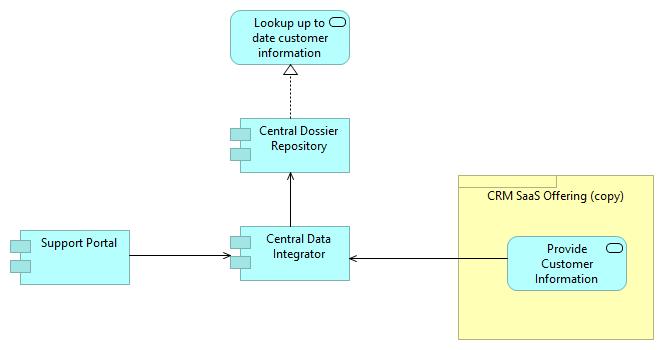 Lookup up to
date customer
information
Central Dossier
Repository
CRM SaaS Offering (copy)
Support Portal
Central Data
Integrator
Provide
Customer
Information